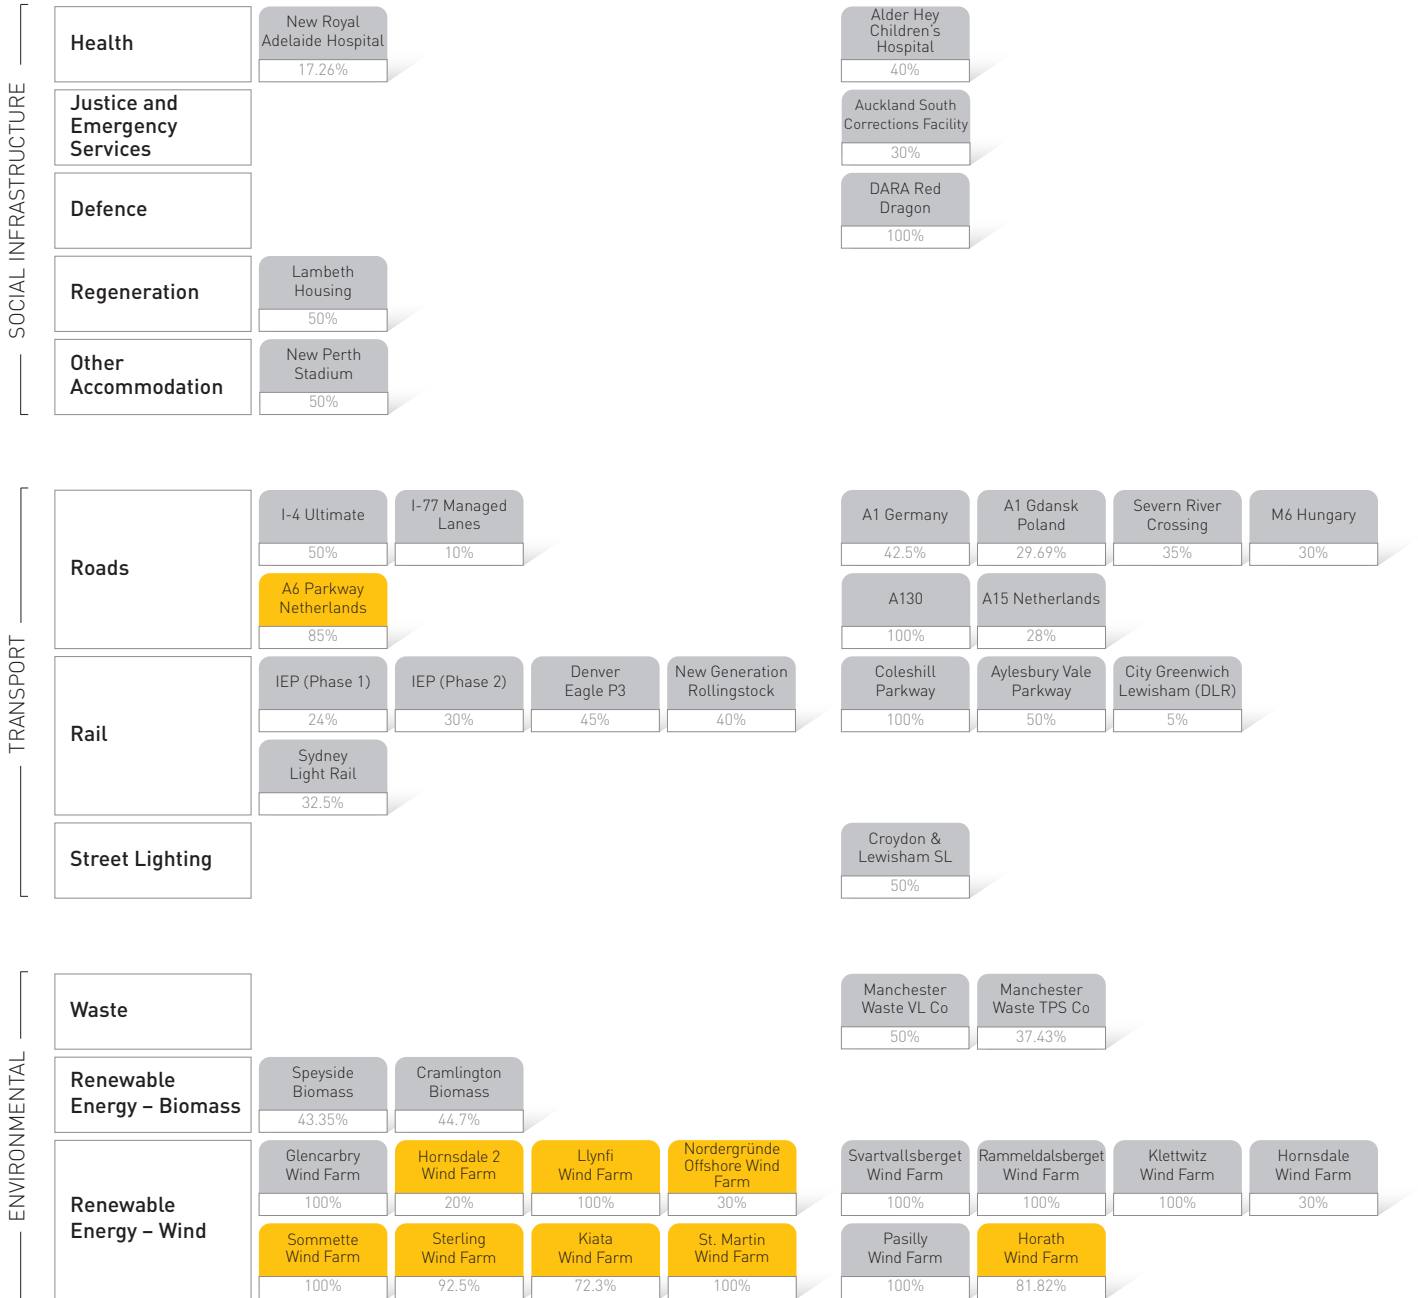 SOCIAL INFRASTRUCTURE
Health
New Royal
Adelaide Hospital
17.26%
Alder Hey
Children's
Hospital
40%
Justice and
Emergency
Services
Auckland South
Corrections Facility
30%
Defence
DARA Red
Dragon
100%
Regeneration
Lambeth
Housing
50%
Other
Accommodation
New Perth
Stadium
50%
TRANSPORT
Roads
I-4 Ultimate
50%
I-77 Managed
Lanes
10%
A1 Germany
42.5%
A1 Gdansk
Poland
29.69%
Severn River
Crossing
35%
M6 Hungary
30%
A6 Parkway
Netherlands
85%
A130
100%
A15 Netherlands
28%
Rail
IEP (Phase 1)
24%
IEP (Phase 2)
30%
Denver
Eagle P3
45%
New Generation
Rollingstock
40%
Coleshill
Parkway
100%
Aylesbury Vale
Parkway
50%
City Greenwich
Lewisham (DLR)
5%
Sydney
Light Rail
32.5%
Street Lighting
Croydon &
Lewisham SL
50%
ENVIRONMENTAL
Waste
Manchester
Waste VL Co
50%
Manchester
Waste TPS Co
37.43%
Renewable
Energy – Biomass
Speyside
Biomass
43.35%
Cramlington
Biomass
44.7%
Renewable
Energy – Wind
Glencarbry
Wind Farm
100%
Hornsdale 2
Wind Farm
20%
Llynfi
Wind Farm
100%
Nordergründe
Offshore Wind
Farm
30%
Svartvallsberget
Wind Farm
100%
Rammeldalsberget
Wind Farm
100%
Klettwitz
Wind Farm
100%
Hornsdale
Wind Farm
30%
Sommette
Wind Farm
100%
Sterling
Wind Farm
92.5%
Kiata
Wind Farm
72.3%
St. Martin
Wind Farm
100%
Pasilly
Wind Farm
100%
Horath
Wind Farm
81.82%